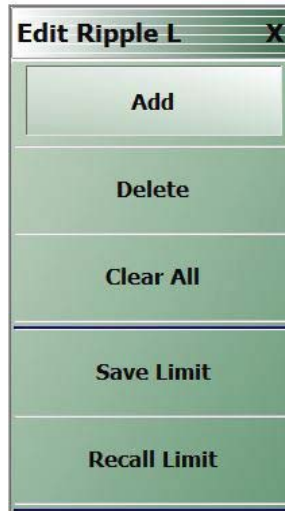 Edit Ripple L X
Add
Delete
Clear All
Save Limit
Recall Limit